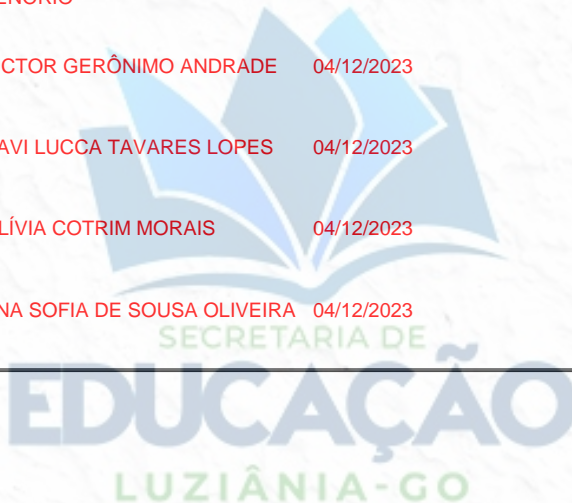 CTOR GERÔNIMO ANDRADE 04/12/2023
AVI LUCCA TAVARES LOPES 04/12/2023
LÍVIA COTRIM MORAIS 04/12/2023
NA SOFIA DE SOUSA OLIVEIRA 04/12/2023
SECRETARIA DE
EDUCAÇÃO
LUZIÂNIA-GO